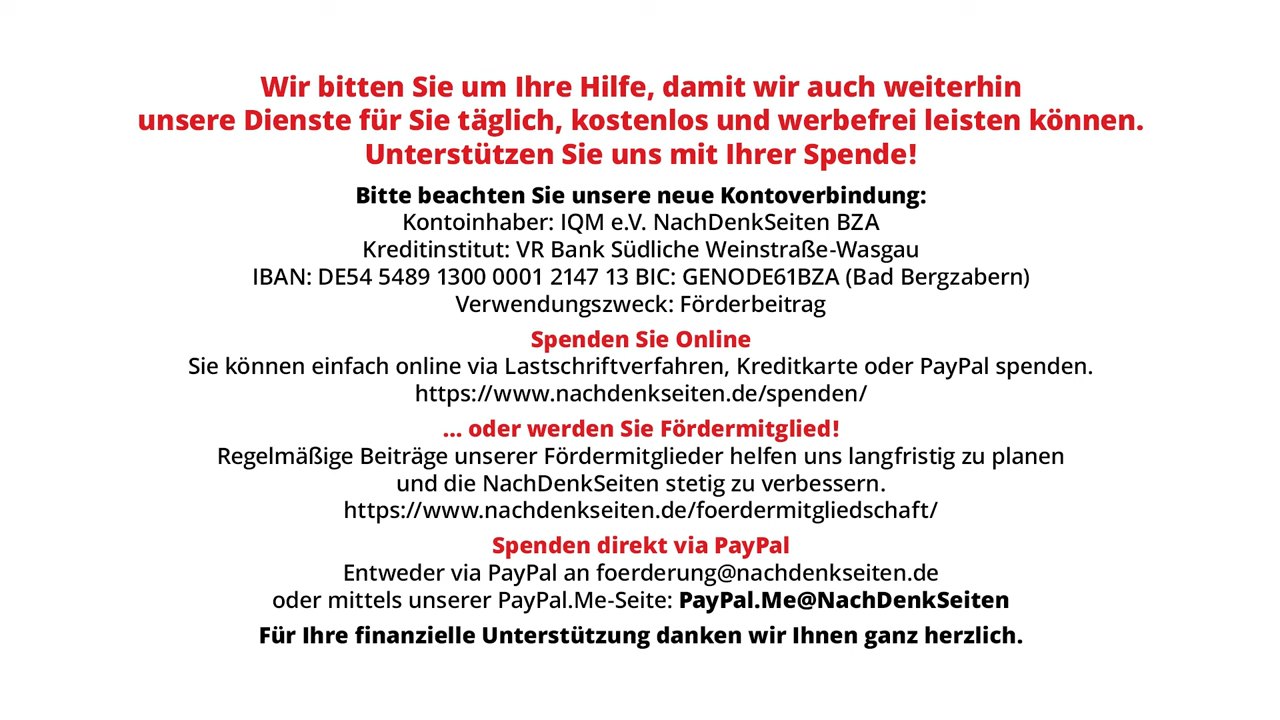 Wir bitten Sie um Ihre Hilfe, damit wir auch weiterhin
unsere Dienste für Sie täglich, kostenlos und werbefrei leisten können.
Unterstützen Sie uns mit Ihrer Spende!
Bitte beachten Sie unsere neue Kontoverbindung:
Kontoinhaber: IQM e.V. NachDenkSeiten BZA
Kreditinstitut: VR Bank Südliche Weinstraße-Wasgau
IBAN: DE54 5489 1300 0001 2147 13 BIC: GENODE61BZA (Bad Bergzabern)
Verwendungszweck: Förderbeitrag
Spenden Sie Online
Sie können einfach online via Lastschriftverfahren, Kreditkarte oder PayPal spenden.
https://www.nachdenkseiten.de/spenden/
... oder werden Sie Fördermitglied!
Regelmäßige Beiträge unserer Fördermitglieder helfen uns langfristig zu planen
und die NachDenkSeiten stetig zu verbessern.
https://www.nachdenkseiten.de/foerdermitgliedschaft/
Spenden direkt via PayPal
Entweder via PayPal an foerderung@nachdenkseiten.de
oder mittels unserer PayPal.Me-Seite: PayPal.Me@NachDenkSeiten
Für Ihre finanzielle Unterstützung danken wir Ihnen ganz herzlich.